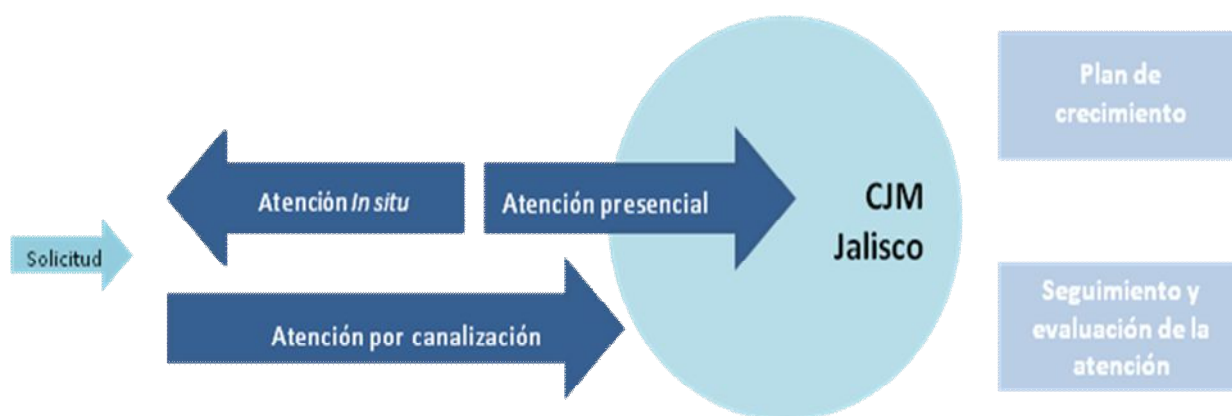 Solicitud
Atención In situ
Atención presencial
Atención por canalización
CJM
Jalisco
Plan de
crecimiento
Seguimiento y
evaluación de la
atención